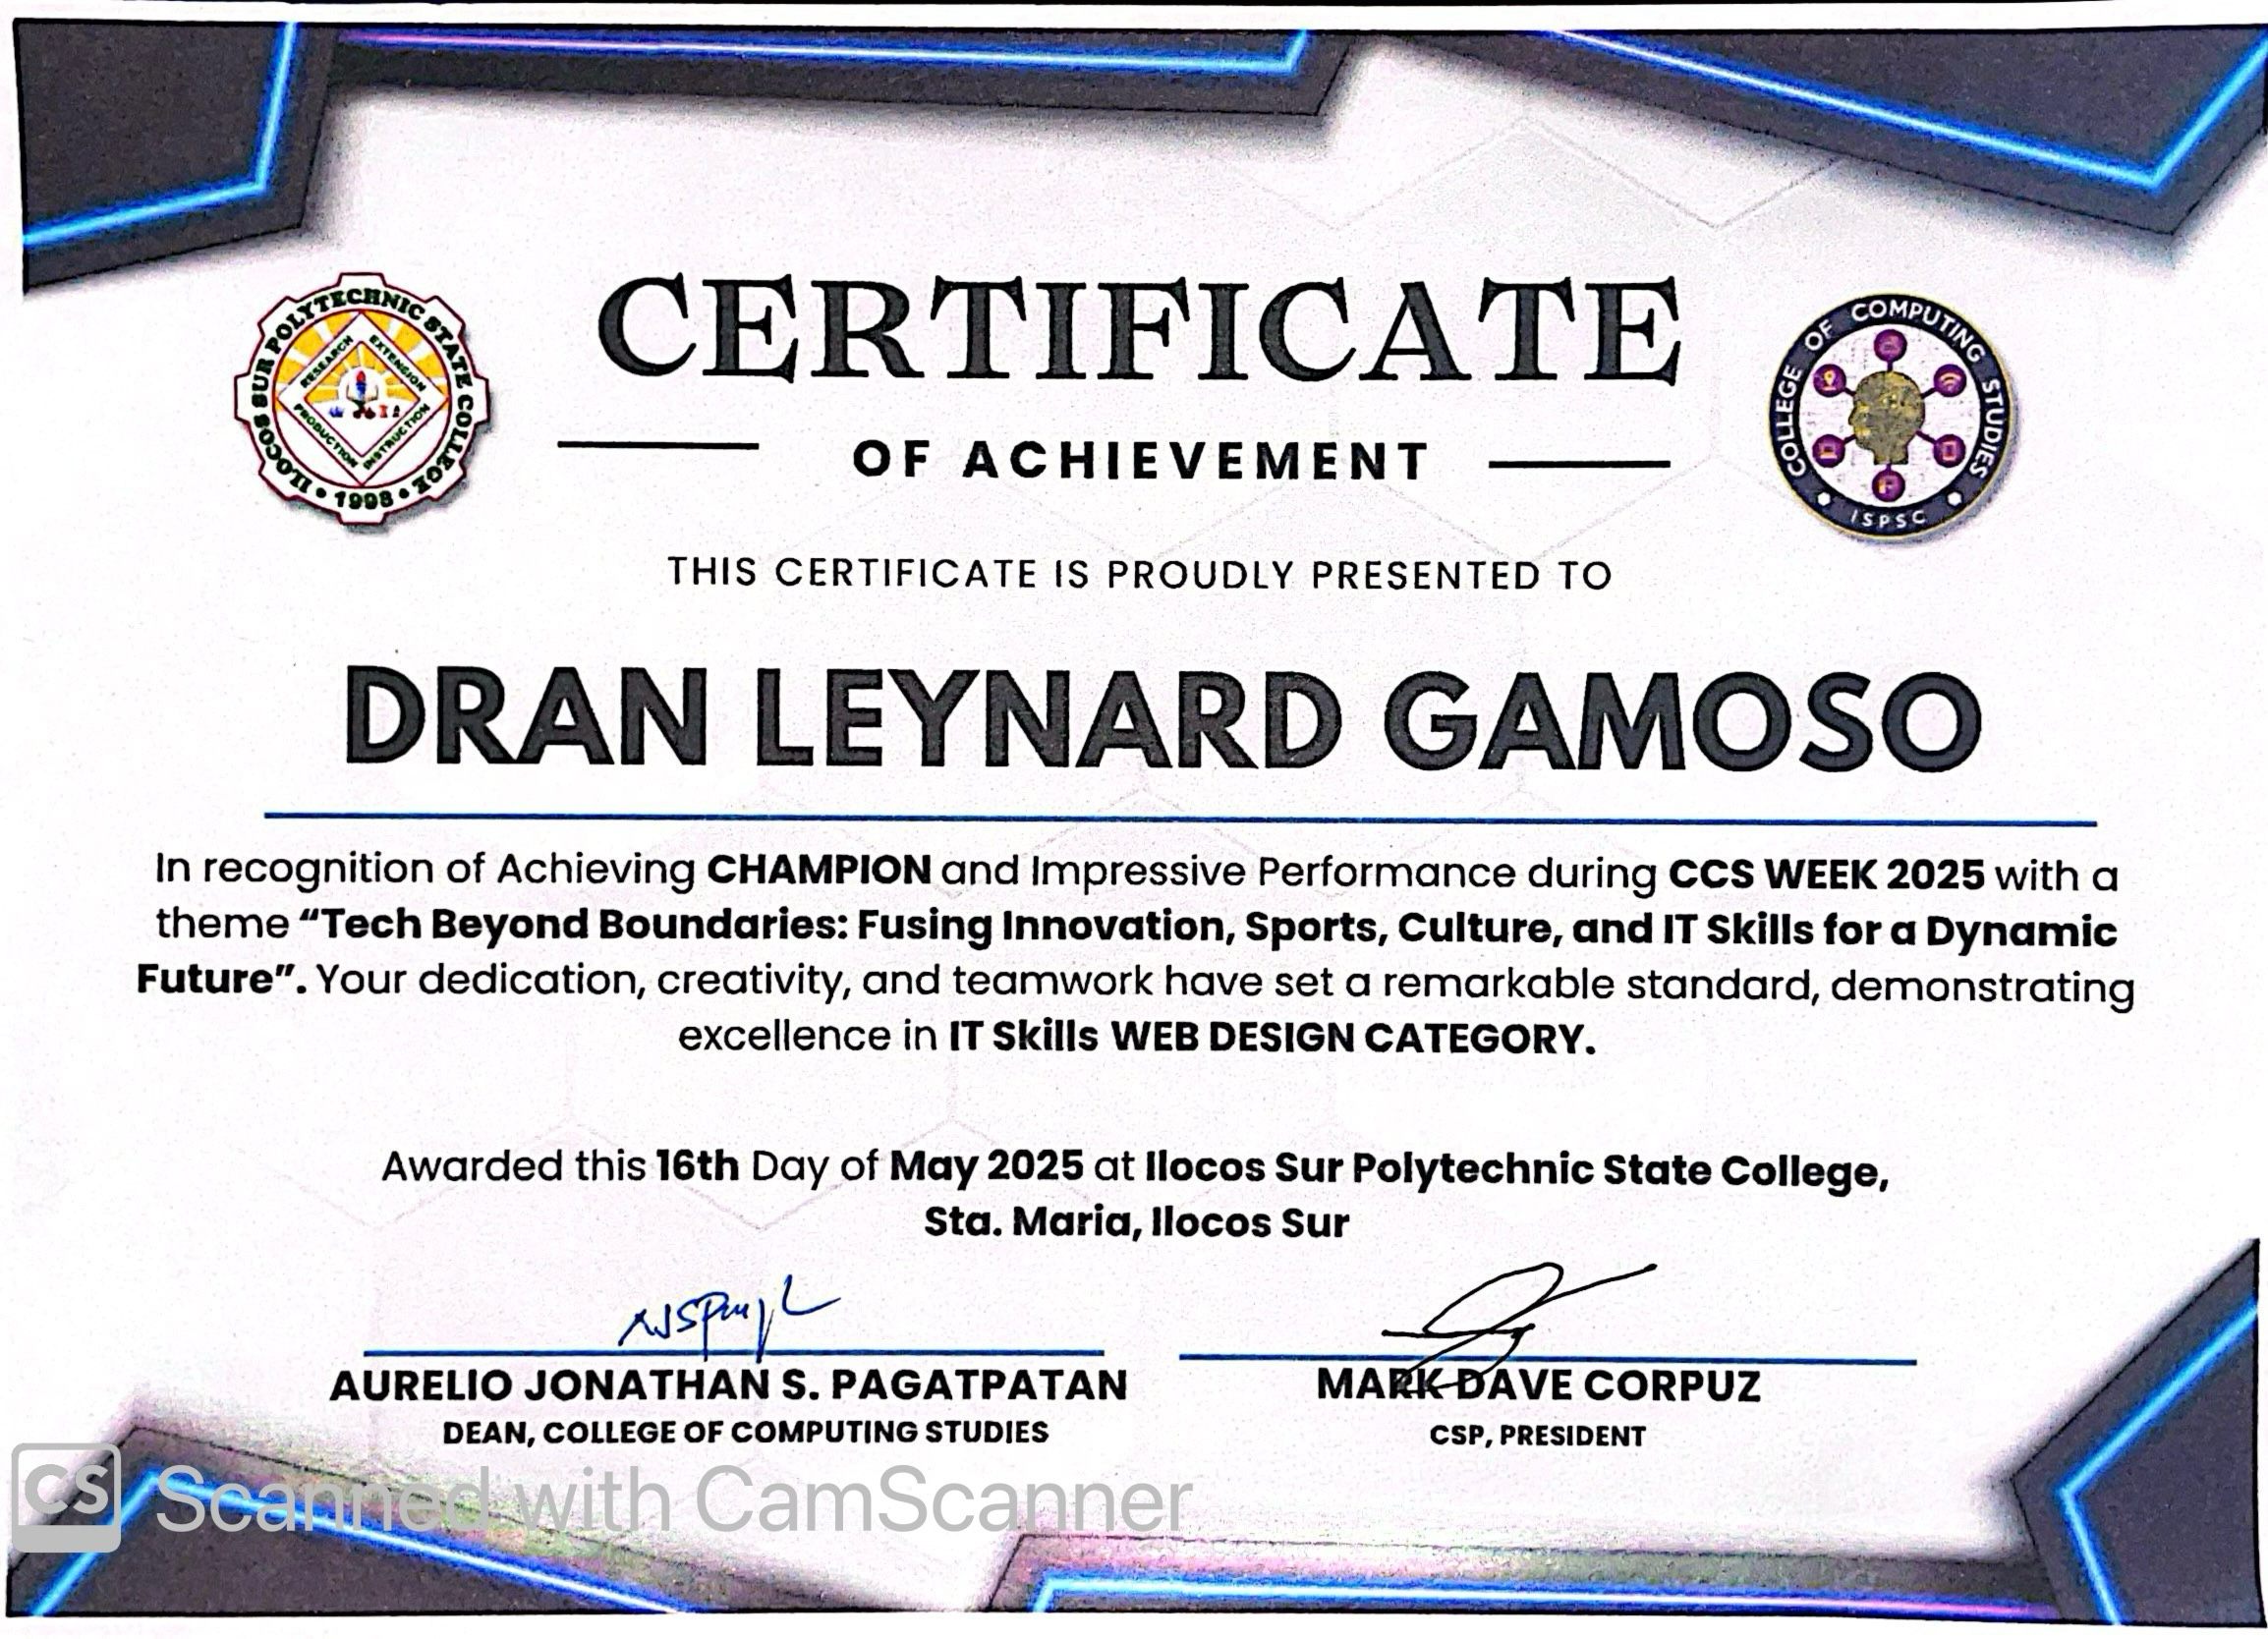 ILOCOS SUR POLYTECHNIC STATE COLLEGE
1998
RESEARCH
EXTENSION
PRODUCTION
INSTRUCTION
CERTIFICATE
OF ACHIEVEMENT
COLLEGE OF COMPUTING STUDIES
ISPSC
THIS CERTIFICATE IS PROUDLY PRESENTED TO
DRAN LEYNARD GAMOSO
In recognition of Achieving CHAMPION and Impressive Performance during CCS WEEK 2025 with a
theme “Tech Beyond Boundaries: Fusing Innovation, Sports, Culture, and IT Skills for a Dynamic
Future”. Your dedication, creativity, and teamwork have set a remarkable standard, demonstrating
excellence in IT Skills WEB DESIGN CATEGORY.
Awarded this 16th Day of May 2025 at Ilocos Sur Polytechnic State College,
Sta. Maria, Ilocos Sur
AURELIO JONATHAN S. PAGATPATAN
DEAN, COLLEGE OF COMPUTING STUDIES
MARK DAVE CORPUZ
CSP, PRESIDENT
CS Scanned with CamScanner